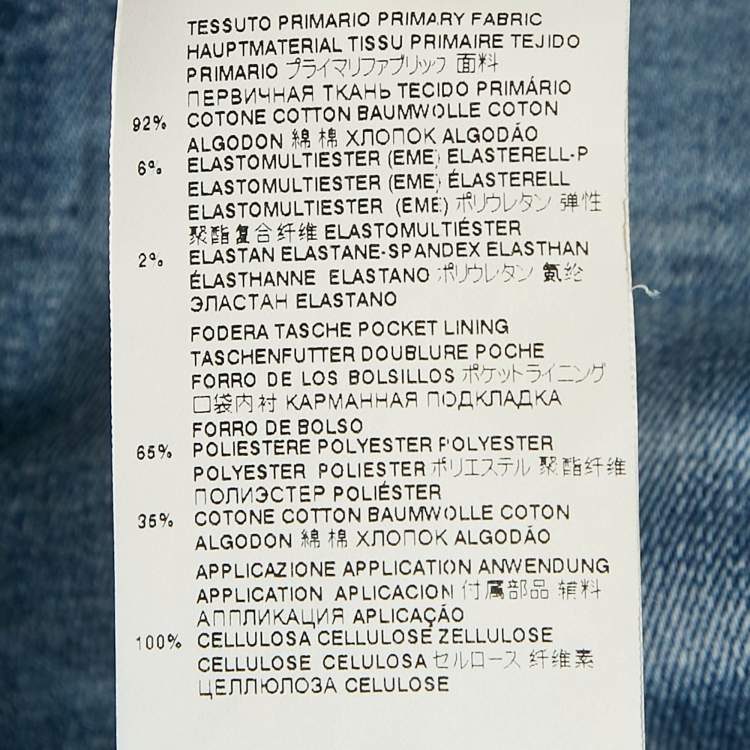 TESSUTO PRIMARIO PRIMARY FABRIC
HAUPTMATERIAL TISSU PRIMAIRE TEJIDO
PRIMARIO プライマリファブリック 面料
ПЕРВИЧНАЯ ТКАНЬ TECIDO PRIMÁRIO
92% COTONE COTTON BAUMWOLLE COTON
ALGODON 綿 棉 ХЛОПОК ALGODÃO
6% ELASTOMULTIESTER (EME) ELASTERELL-P
ELASTOMULTIESTER (EME) ÉLASTERELL
ELASTOMULTIESTER (EME) ポリウレタン 弹性
聚酯复合纤维 ELASTOMULTIÉSTER
2% ELASTAN ELASTANE-SPANDEX ELASTHAN
ÉLASTHANNE ELASTANO ポリウレタン 氨纶
ЭЛАСТАН ELASTANO
FODERA TASCHE POCKET LINING
TASCHENFUTTER DOUBLURE POCHE
FORRO DE LOS BOLSILLOS ポケットライニング
口袋内衬 КАРМАННАЯ ПОДКЛАДКА
FORRO DE BOLSO
65% POLIESTERE POLYESTER POLYESTER
POLYESTER POLIESTER ポリエステル 聚酯纤维
ПОЛИЭСТЕР POLIÉSTER
35% COTONE COTTON BAUMWOLLE COTON
ALGODON 綿 棉 ХЛОПОК ALGODÃO
APPLICAZIONE APPLICATION ANWENDUNG
APPLICATION APLICACION 付属部品 辅料
АППЛИКАЦИЯ APLICAÇÃO
100% CELLULOSA CELLULOSE ZELLULOSE
CELLULOSE CELULOSA セルロース 纤维素
ЦЕЛЛЮЛОЗА CELULOSE